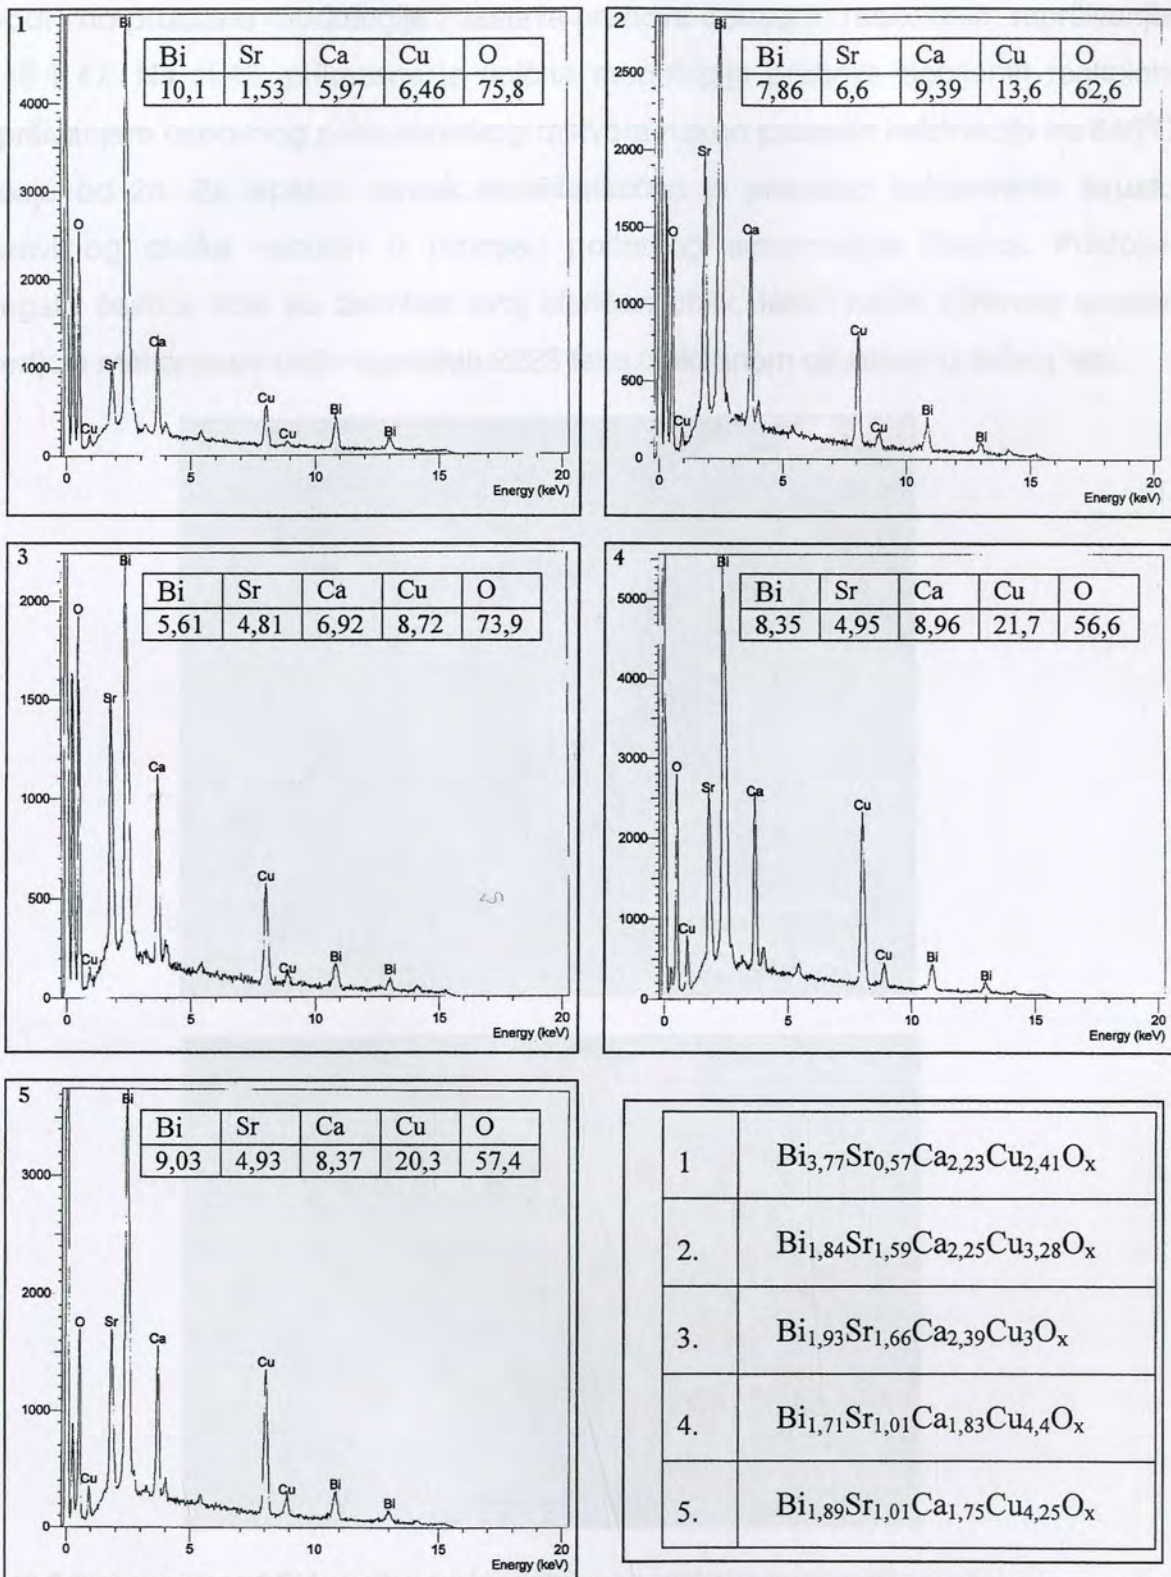 1
Bi Sr Ca Cu O
10,1 1,53 5,97 6,46 75,8
Bi
4000
3000
2000
1000
0
O
Cu
Sr
Ca
Cu
Cu
Bi
Bi
0 5 10 15 20
Energy (keV)
2
Bi Sr Ca Cu O
7,86 6,6 9,39 13,6 62,6
Bi
2500
2000
1500
1000
500
0
O
Cu
Sr
Ca
Cu
Cu
Bi
Bi
0 5 10 15 20
Energy (keV)
3
Bi Sr Ca Cu O
5,61 4,81 6,92 8,72 73,9
Bi
2000
1500
1000
500
0
O
Cu
Sr
Ca
Cu
Cu
Bi
Bi
0 5 10 15 20
Energy (keV)
4
Bi Sr Ca Cu O
8,35 4,95 8,96 21,7 56,6
Bi
5000
4000
3000
2000
1000
0
O
Cu
Sr
Ca
Cu
Cu
Bi
Bi
0 5 10 15 20
Energy (keV)
5
Bi Sr Ca Cu O
9,03 4,93 8,37 20,3 57,4
Bi
3000
2000
1000
0
O
Cu
Sr
Ca
Cu
Cu
Bi
Bi
0 5 10 15 20
Energy (keV)
1 Bi3,77Sr0,57Ca2,23Cu2,41Ox
2. Bi1,84Sr1,59Ca2,25Cu3,28Ox
3. Bi1,93Sr1,66Ca2,39Cu3Ox
4. Bi1,71Sr1,01Ca1,83Cu4,4Ox
5. Bi1,89Sr1,01Ca1,75Cu4,25Ox